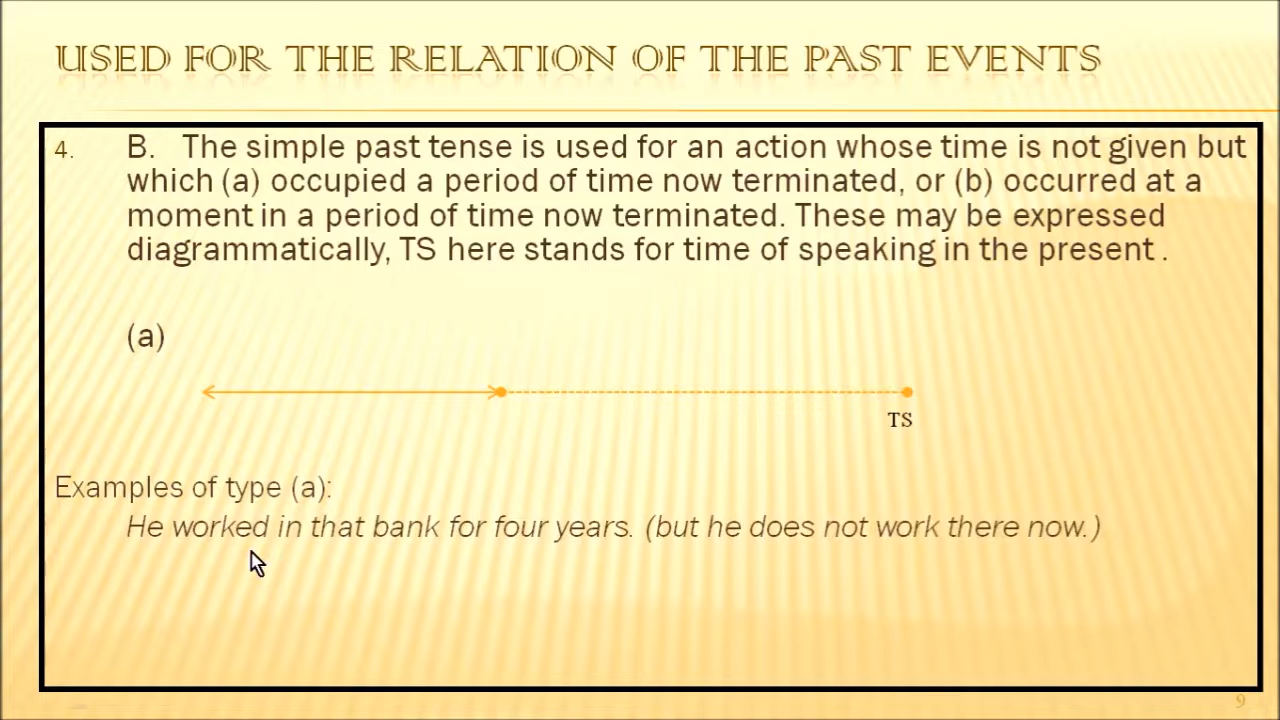 USED FOR THE RELATION OF THE PAST EVENTS
4. B. The simple past tense is used for an action whose time is not given but
which (a) occupied a period of time now terminated, or (b) occurred at a
moment in a period of time now terminated. These may be expressed
diagrammatically, TS here stands for time of speaking in the present .
(a)
TS
Examples of type (a):
He worked in that bank for four years. (but he does not work there now.)
9